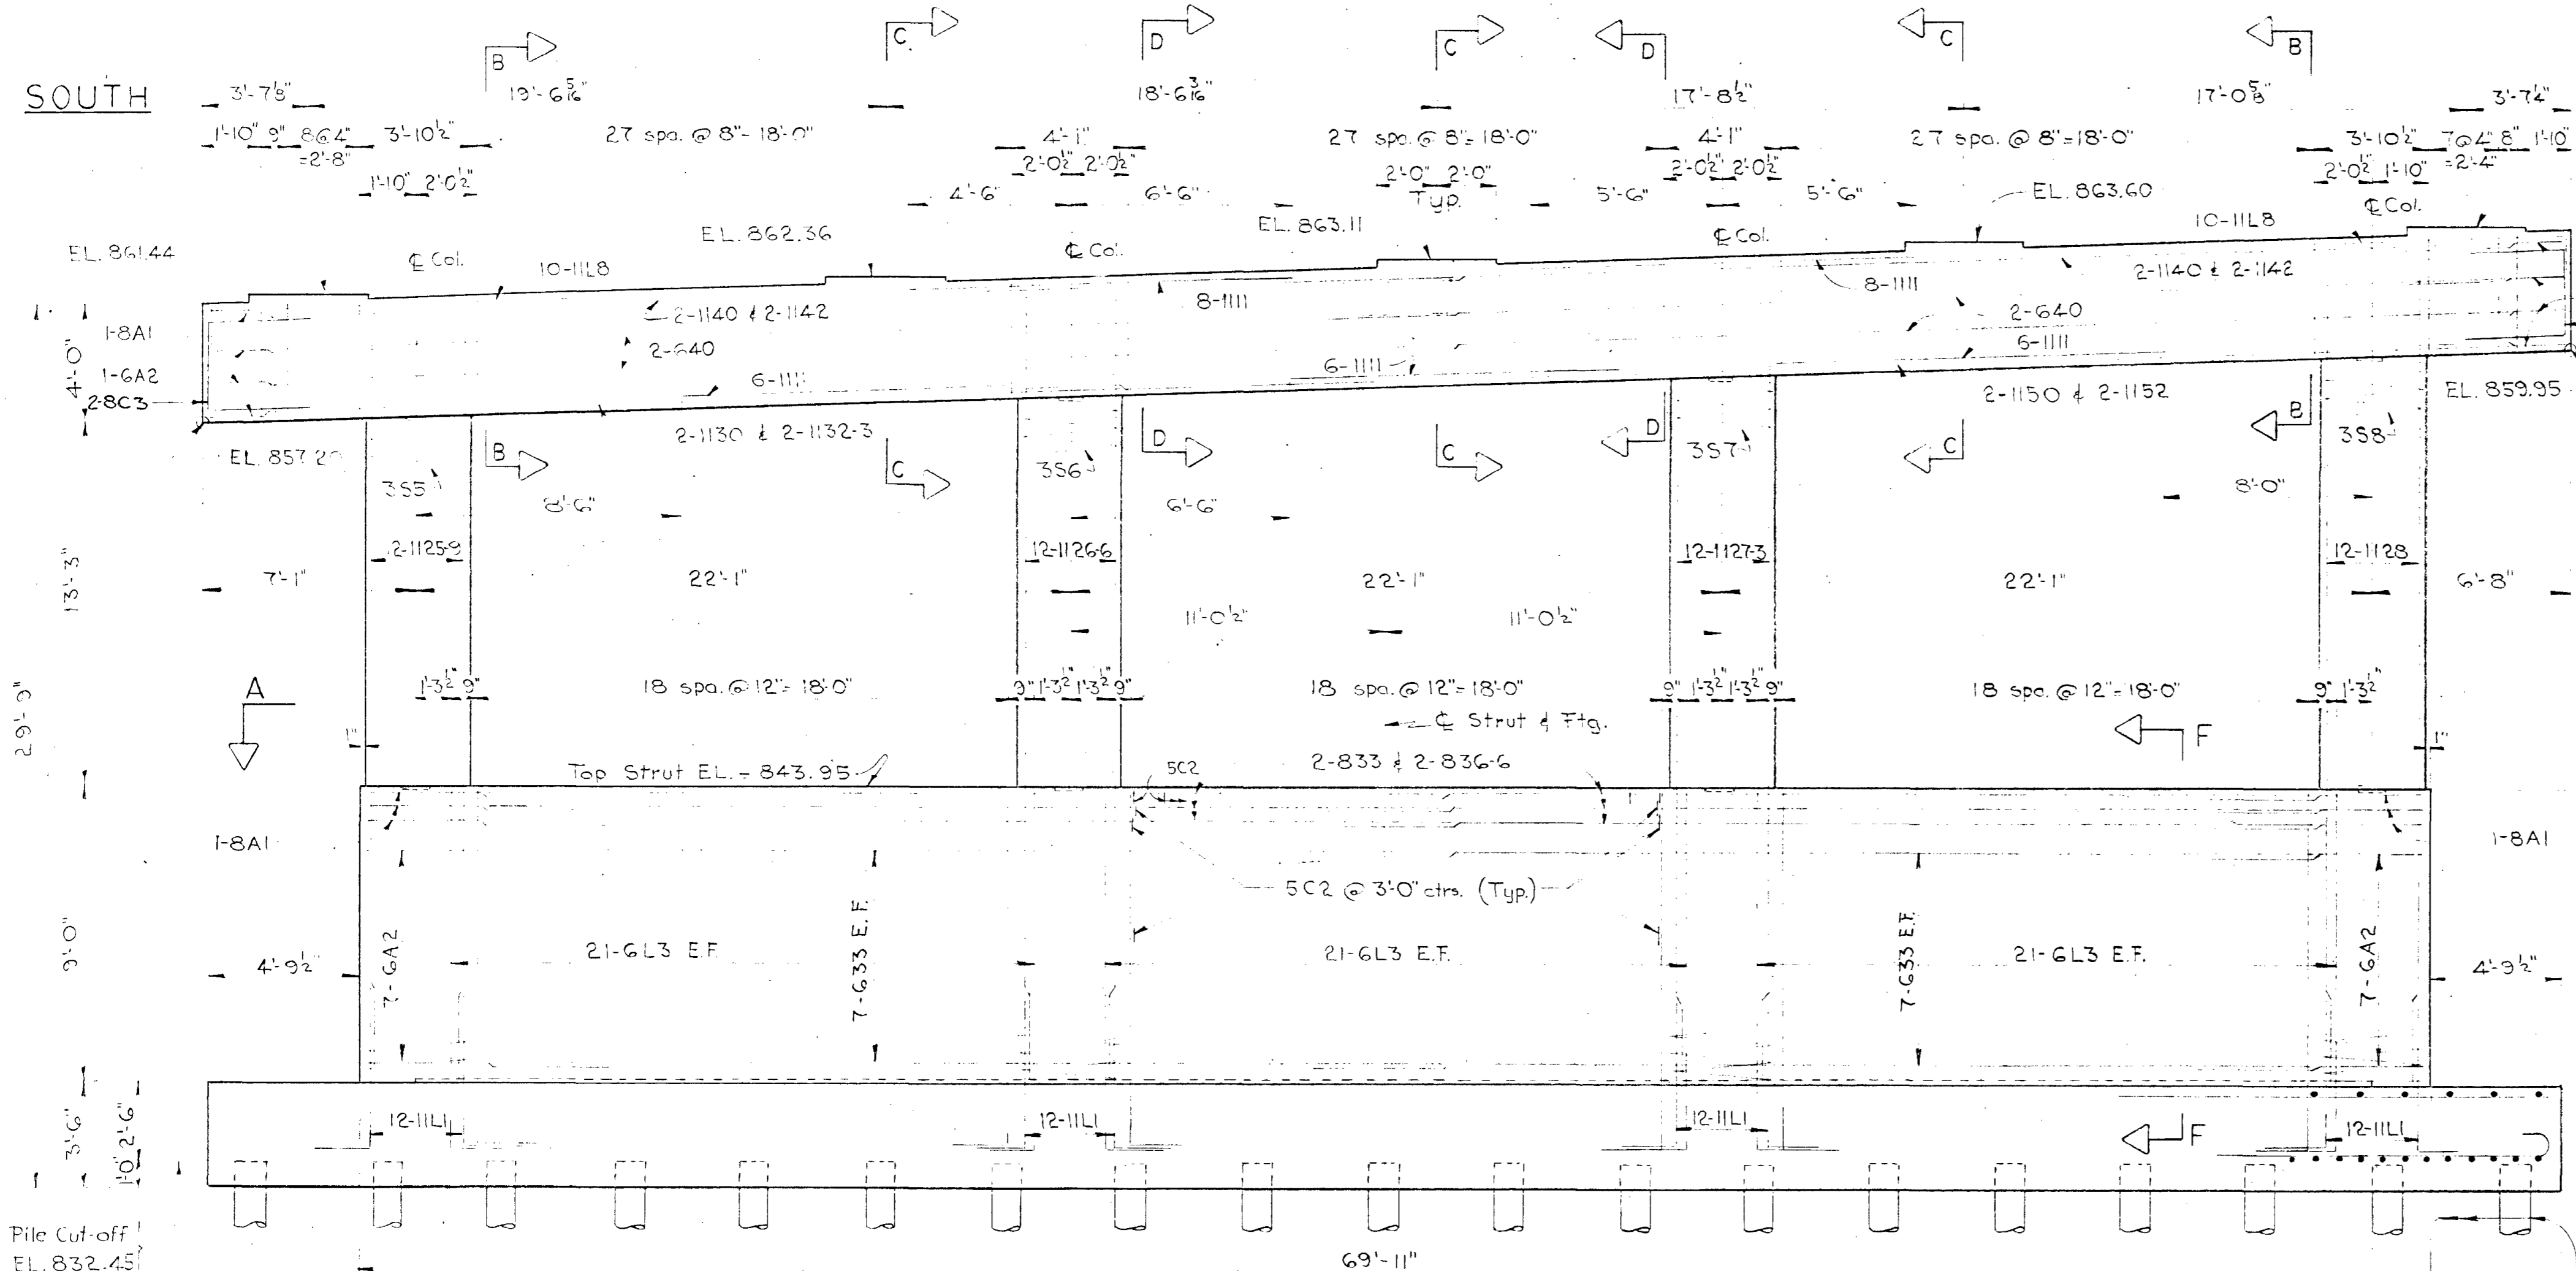 SOUTH
B C D C D C B
3'-7⅛" 19'-6 5/16" 18'-6 3/16" 17'-8½" 17'-0⅝" 3'-7¼"
1'-10" 9" 8@4" 3'-10½" 27 spa. @ 8"= 18'-0" 4'-1" 27 spa. @ 8"= 18'-0" 4'-1" 27 spa. @ 8"=18'-0" 3'-10½" 7@4" 8" 1'-10"
=2'-8" 2'-0½" 2'-0½" 2'-0½" 2'-0½" =2'-4"
1'-10" 2'-0½" 2'-0" 2'-0" 2'-0½" 1'-10"
4'-6" 6'-6" Typ. 5'-6" 5'-6" EL. 863.60
EL. 861.44 EL. 862.36 EL. 863.11 10-11L8
℄ Col. 10-11L8 ℄ Col. ℄ Col. ℄ Col.
1-8A1 2-1140 & 2-1142 8-1111 8-1111 2-1140 & 2-1142
4'-0" 2-640 2-640
1-6A2 6-1111 6-1111 6-1111
2-8C3 2-1150 & 2-1152 EL. 859.95
EL. 857.29 2-1130 & 2-1132-3
B C D C D C B
3S5 3S6 3S7 3S8
8'-6" 6'-6" 8'-0"
12-1125-9 12-1126-6 12-1127-3 12-1128
13'-3" 7'-1" 22'-1" 22'-1" 22'-1" 6'-8"
11'-0½" 11'-0½"
A 1'-3½" 9" 18 spa. @ 12"= 18'-0" 9" 1'-3½" 1'-3½" 9" 18 spa. @ 12"= 18'-0" 9" 1'-3½" 1'-3½" 9" 18 spa. @ 12"= 18'-0" 9" 1'-3½"
29'-9" ℄ Strut & Ftg. F
1" 1"
Top Strut EL. = 843.95 5C2 2-833 & 2-836-6
1-8A1 1-8A1
5C2 @ 3'-0" ctrs. (Typ.)
9'-0" 4'-9½" 7-6A2 21-6L3 E.F. 7-633 E.F. 21-6L3 E.F. 7-633 E.F. 21-6L3 E.F. 7-6A2 4'-9½"
3'-6" 2'-6" 12-11L1 12-11L1 12-11L1 F 12-11L1
1'-0"
Pile Cut-off
EL. 832.45
69'-11"